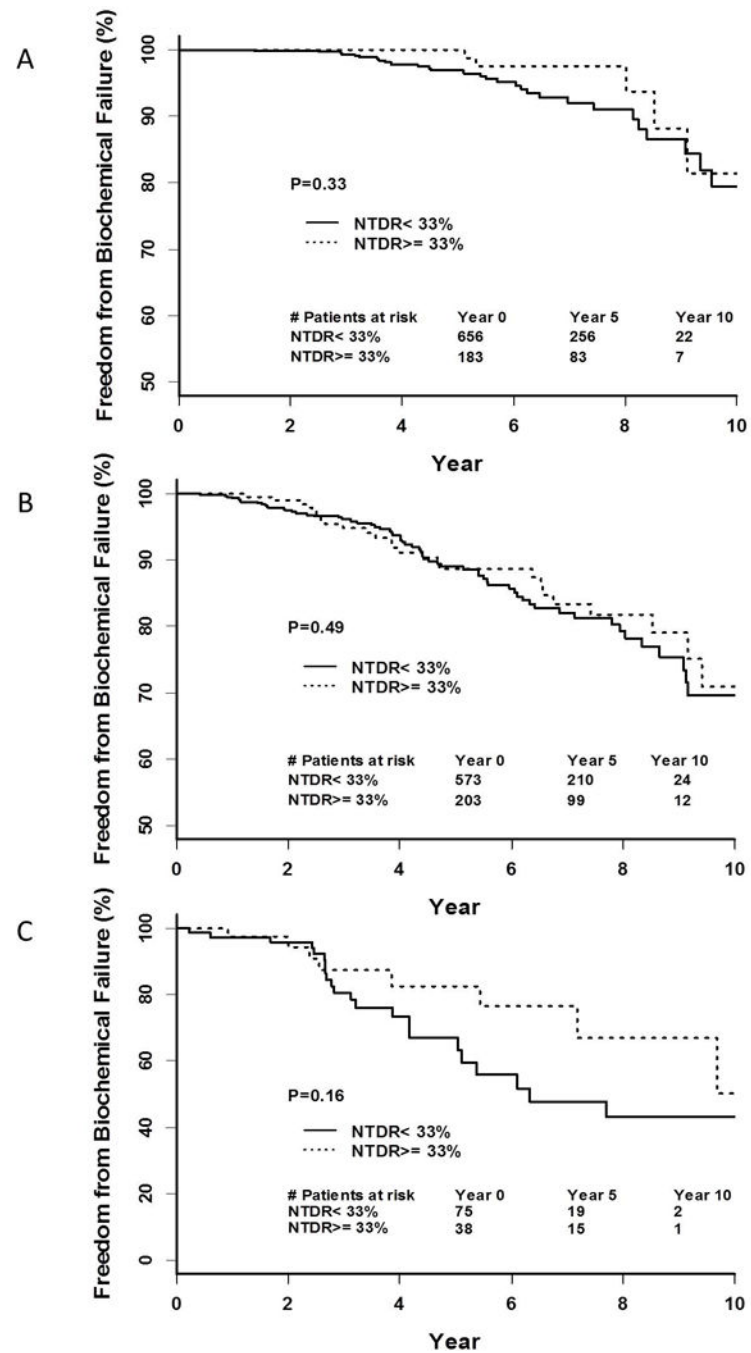 A
Freedom from Biochemical Failure (%)
100
90
80
70
60
50
P=0.33
NTDR< 33%
NTDR>= 33%
# Patients at risk Year 0 Year 5 Year 10
NTDR< 33% 656 256 22
NTDR>= 33% 183 83 7
0 2 4 6 8 10
Year
B
Freedom from Biochemical Failure (%)
100
90
80
70
60
50
P=0.49
NTDR< 33%
NTDR>= 33%
# Patients at risk Year 0 Year 5 Year 10
NTDR< 33% 573 210 24
NTDR>= 33% 203 99 12
0 2 4 6 8 10
Year
C
Freedom from Biochemical Failure (%)
100
80
60
40
20
0
P=0.16
NTDR< 33%
NTDR>= 33%
# Patients at risk Year 0 Year 5 Year 10
NTDR< 33% 75 19 2
NTDR>= 33% 38 15 1
0 2 4 6 8 10
Year